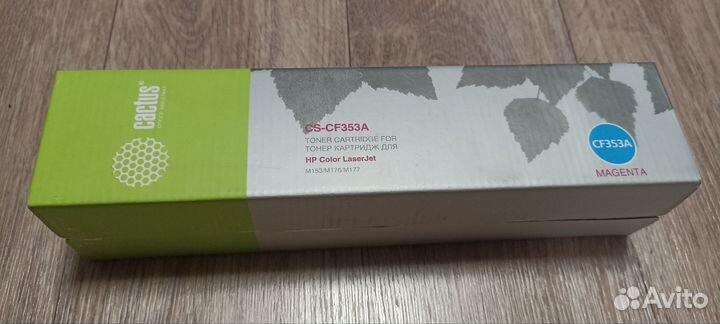 cactus®
CS-CF353A
TONER CARTRIDGE FOR
ТОНЕР КАРТРИДЖ ДЛЯ
HP Color LaserJet
M153/M176/M177
CF353A
MAGENTA
Avito